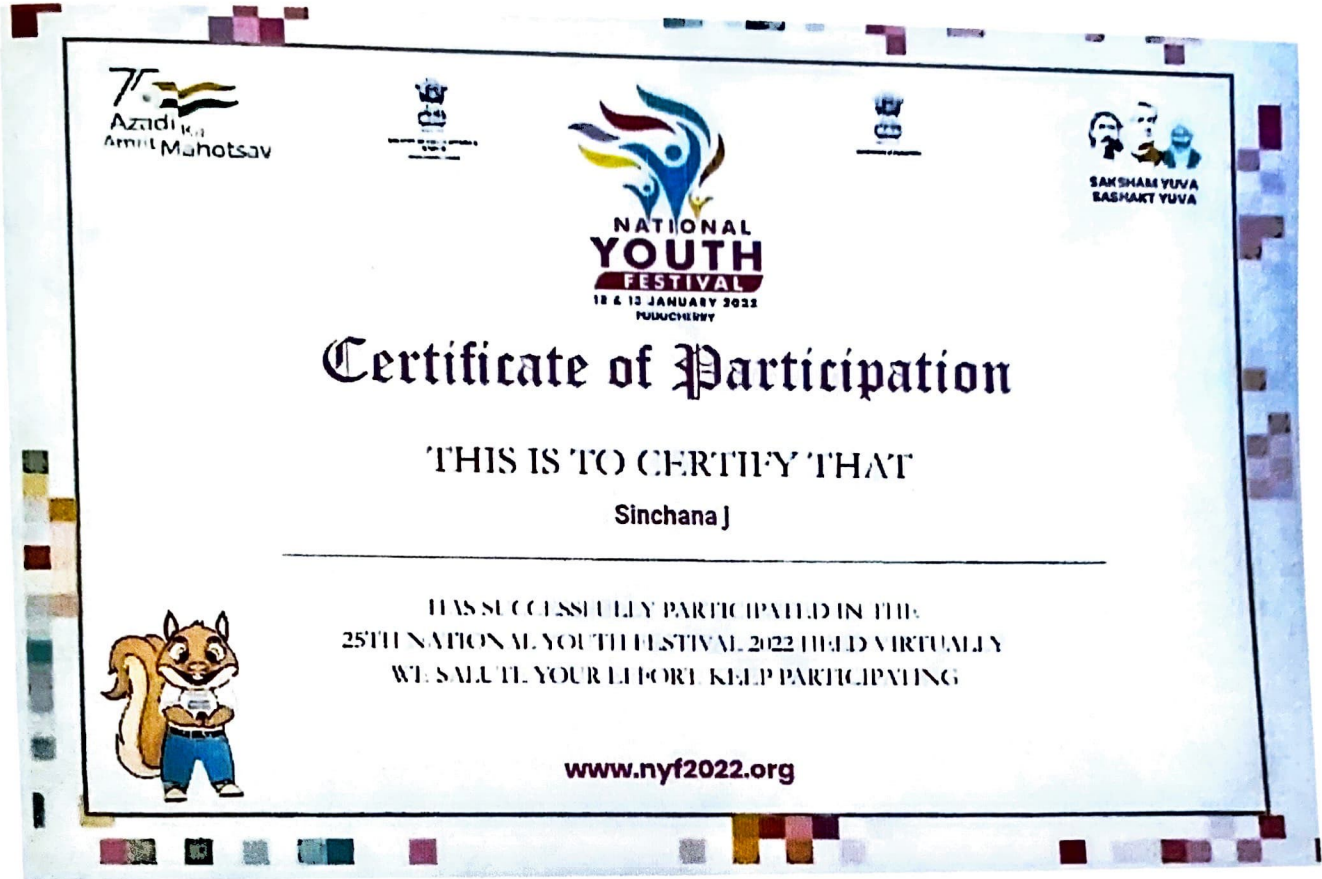 75
Azadi Ka
Amrit Mahotsav
NATIONAL
YOUTH
FESTIVAL
12 & 13 JANUARY 2022
PUDUCHERRY
SAKSHAM YUVA
SASHAKT YUVA
Certificate of Participation
THIS IS TO CERTIFY THAT
Sinchana J
HAS SUCCESSFULLY PARTICIPATED IN THE
25TH NATIONAL YOUTH FESTIVAL 2022 HELD VIRTUALLY
WE SALUTE YOUR EFFORT KEEP PARTICIPATING
www.nyf2022.org